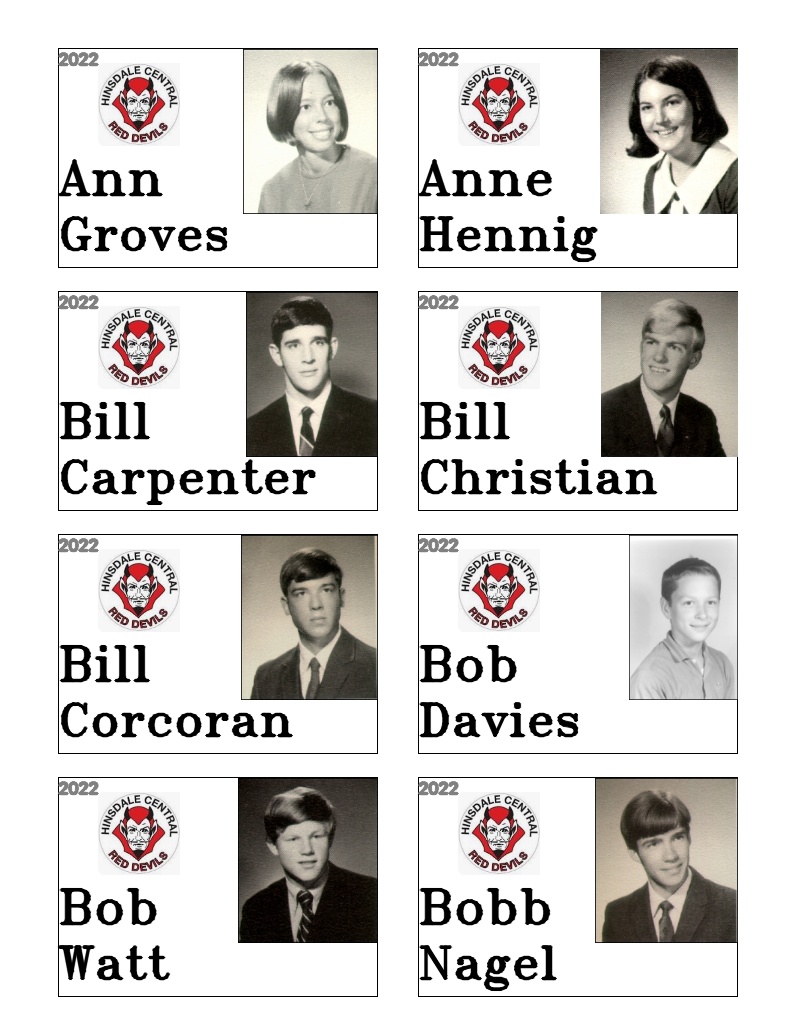 2022
HINSDALE CENTRAL
RED DEVILS
Ann
Groves
2022
HINSDALE CENTRAL
RED DEVILS
Anne
Hennig
2022
HINSDALE CENTRAL
RED DEVILS
Bill
Carpenter
2022
HINSDALE CENTRAL
RED DEVILS
Bill
Christian
2022
HINSDALE CENTRAL
RED DEVILS
Bill
Corcoran
2022
HINSDALE CENTRAL
RED DEVILS
Bob
Davies
2022
HINSDALE CENTRAL
RED DEVILS
Bob
Watt
2022
HINSDALE CENTRAL
RED DEVILS
Bobb
Nagel